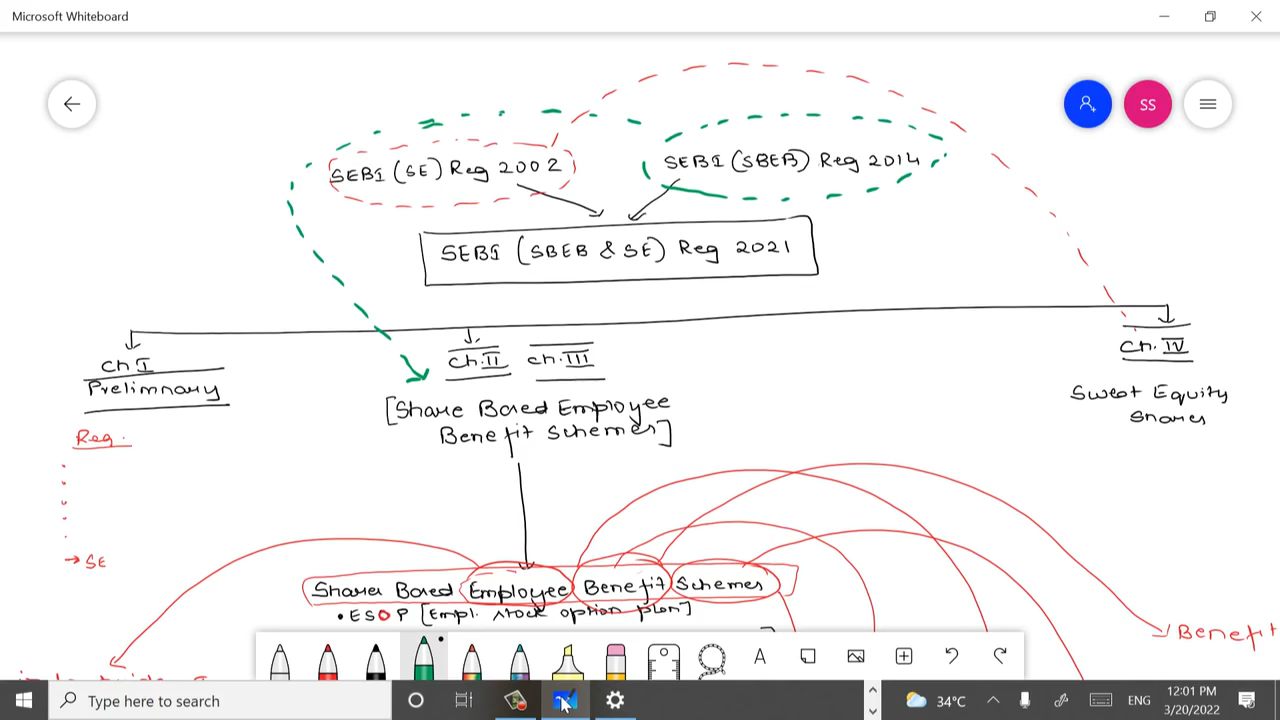 Microsoft Whiteboard
SS
SEBI (SE) Reg 2002
SEBI (SBEB) Reg 2014
SEBI (SBEB & SE) Reg 2021
Ch I
Prelimnary
Ch. II
Ch. III
[Share Based Employee
Benefit Schemes]
Ch. IV
Sweat Equity
Shares
Reg.
→ SE
Share Based Employee Benefit Schemes
• ESOP [Empl. stock option plan]
Benefit
A
Type here to search
34°C
ENG
12:01 PM
3/20/2022